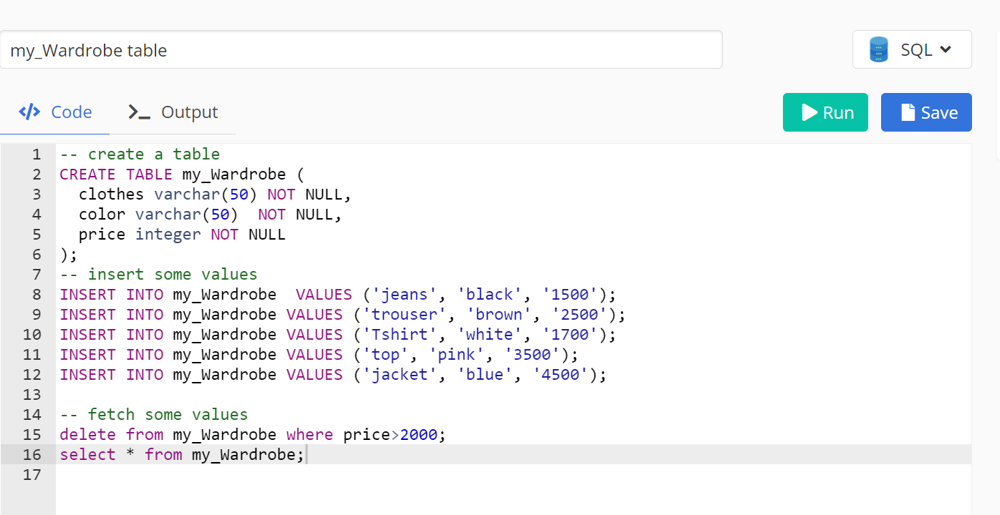 my_Wardrobe table
SQL
Code
Output
Run
Save
1 -- create a table
2 CREATE TABLE my_Wardrobe (
3   clothes varchar(50) NOT NULL,
4   color varchar(50)  NOT NULL,
5   price integer NOT NULL
6 );
7 -- insert some values
8 INSERT INTO my_Wardrobe  VALUES ('jeans', 'black', '1500');
9 INSERT INTO my_Wardrobe VALUES ('trouser', 'brown', '2500');
10 INSERT INTO my_Wardrobe VALUES ('Tshirt', 'white', '1700');
11 INSERT INTO my_Wardrobe VALUES ('top', 'pink', '3500');
12 INSERT INTO my_Wardrobe VALUES ('jacket', 'blue', '4500');
13
14 -- fetch some values
15 delete from my_Wardrobe where price>2000;
16 select * from my_Wardrobe;
17